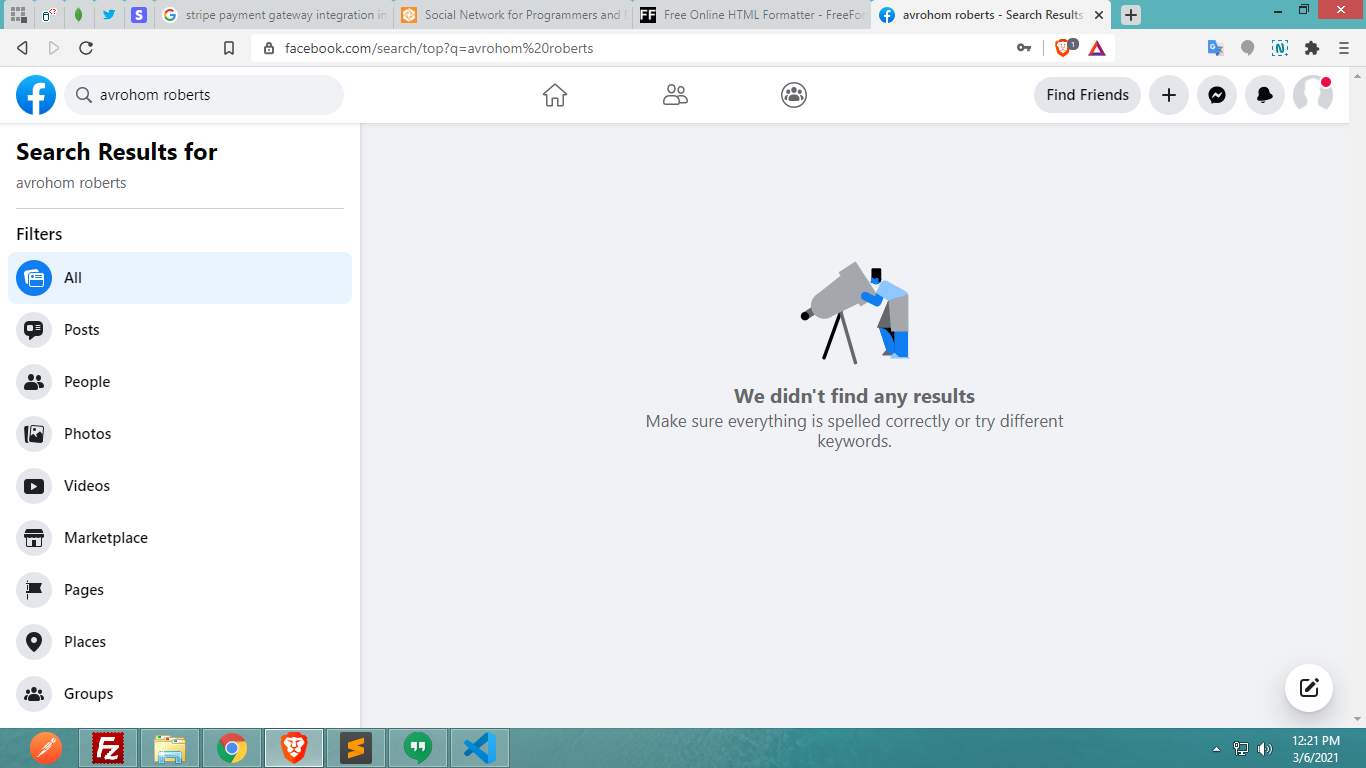 stripe payment gateway integration in
Social Network for Programmers and
Free Online HTML Formatter - FreeFor
avrohom roberts - Search Results
facebook.com/search/top?q=avrohom%20roberts
1
avrohom roberts
Find Friends
Search Results for
avrohom roberts
Filters
All
Posts
People
Photos
Videos
Marketplace
Pages
Places
Groups
We didn't find any results
Make sure everything is spelled correctly or try different
keywords.
12:21 PM
3/6/2021